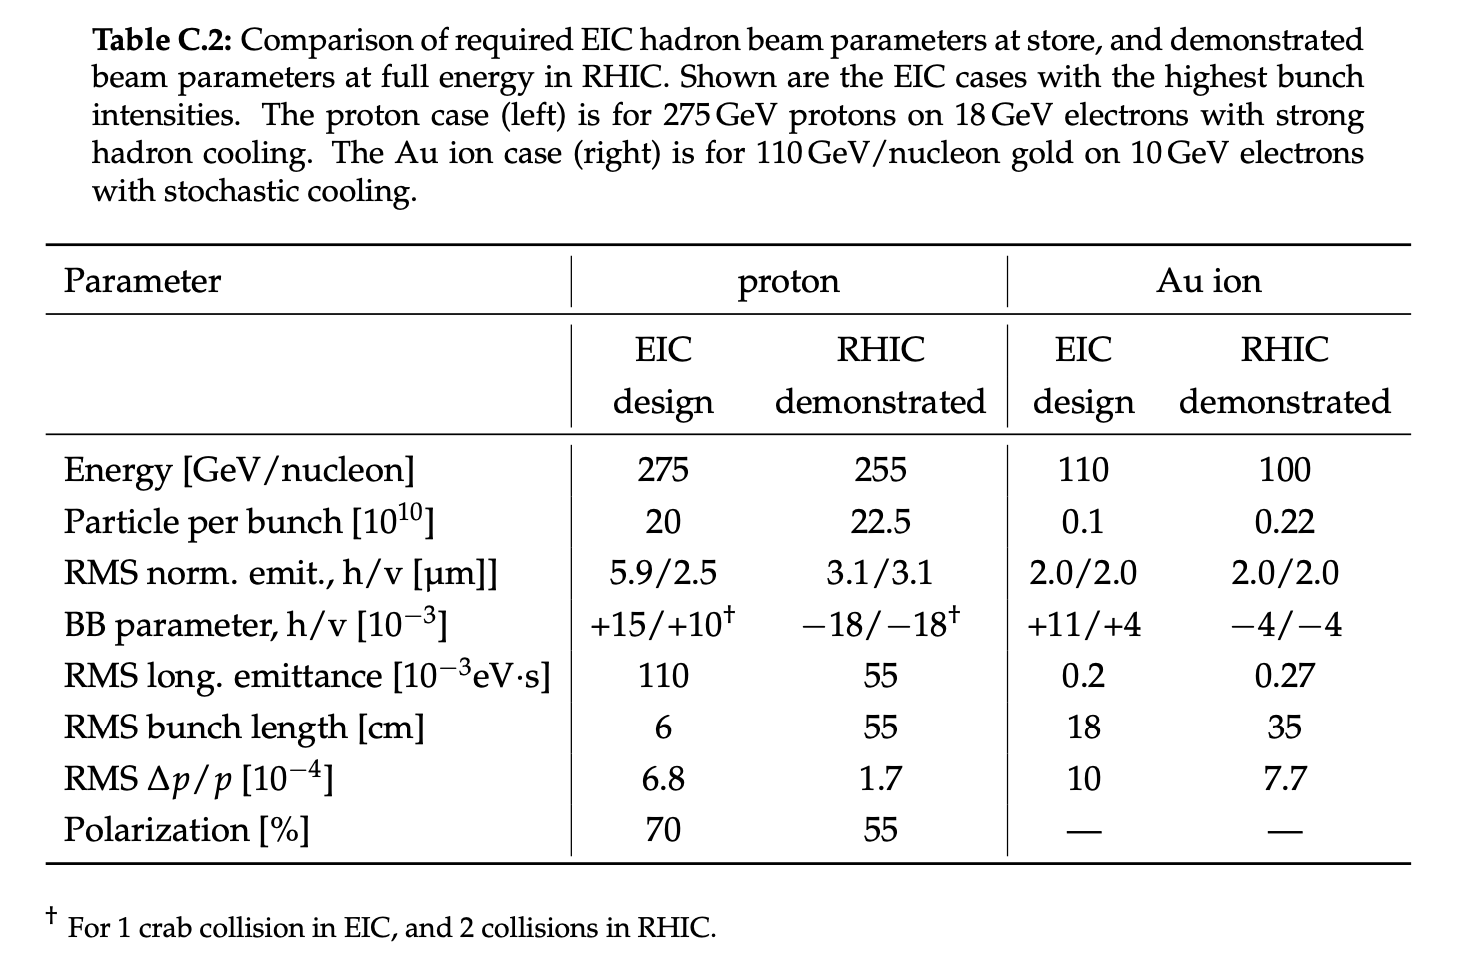 Table C.2: Comparison of required EIC hadron beam parameters at store, and demonstrated
beam parameters at full energy in RHIC. Shown are the EIC cases with the highest bunch
intensities. The proton case (left) is for 275 GeV protons on 18 GeV electrons with strong
hadron cooling. The Au ion case (right) is for 110 GeV/nucleon gold on 10 GeV electrons
with stochastic cooling.
Parameter proton Au ion
EIC RHIC EIC RHIC
design demonstrated design demonstrated
Energy [GeV/nucleon] 275 255 110 100
Particle per bunch [10¹⁰] 20 22.5 0.1 0.22
RMS norm. emit., h/v [µm]] 5.9/2.5 3.1/3.1 2.0/2.0 2.0/2.0
BB parameter, h/v [10⁻³] +15/+10† −18/−18† +11/+4 −4/−4
RMS long. emittance [10⁻³eV·s] 110 55 0.2 0.27
RMS bunch length [cm] 6 55 18 35
RMS Δp/p [10⁻⁴] 6.8 1.7 10 7.7
Polarization [%] 70 55 — —
† For 1 crab collision in EIC, and 2 collisions in RHIC.